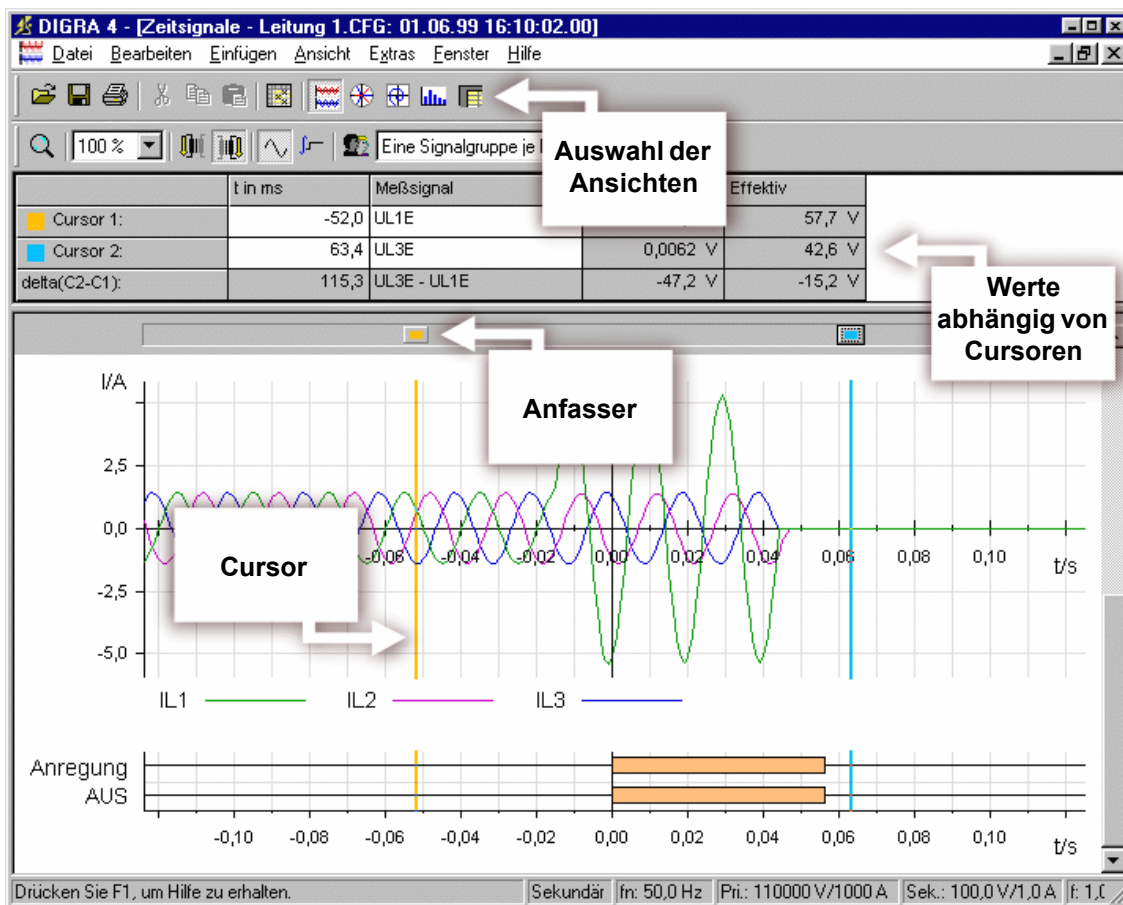 DIGRA 4 - [Zeitsignale - Leitung 1.CFG: 01.06.99 16:10:02.00]
Datei Bearbeiten Einfügen Ansicht Extras Fenster Hilfe
100 % Eine Signalgruppe je
Auswahl der
Ansichten
t in ms Meßsignal Effektiv
Cursor 1: -52,0 UL1E 57,7 V
Cursor 2: 63,4 UL3E 0,0062 V 42,6 V
delta(C2-C1): 115,3 UL3E - UL1E -47,2 V -15,2 V
Werte
abhängig von
Cursoren
Anfasser
I/A
2,5
0,0
-2,5
-5,0
-0,06 -0,04 -0,02 0,00 0,02 0,04 0,06 0,08 0,10 t/s
Cursor
IL1 IL2 IL3
Anregung
AUS
-0,10 -0,08 -0,06 -0,04 -0,02 0,00 0,02 0,04 0,06 0,08 0,10 t/s
Drücken Sie F1, um Hilfe zu erhalten. Sekundär fn: 50,0 Hz Pri.: 110000 V/1000 A Sek.: 100,0 V/1,0 A f: 1,0